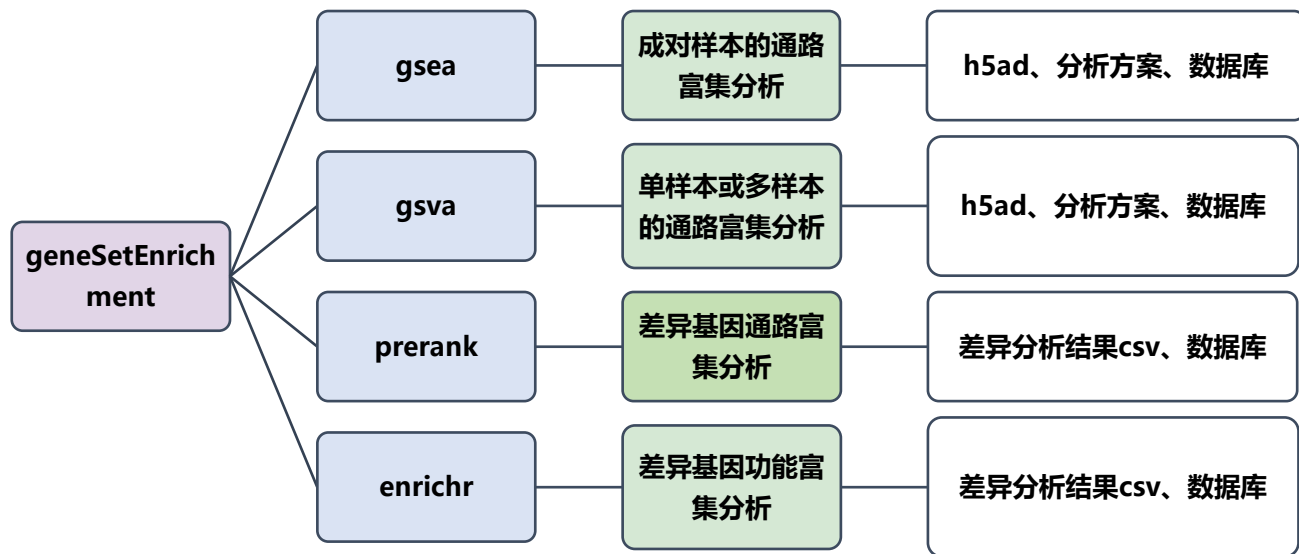 geneSetEnrich
ment
gsea
成对样本的通路
富集分析
h5ad、分析方案、数据库
gsva
单样本或多样本
的通路富集分析
h5ad、分析方案、数据库
prerank
差异基因通路富
集分析
差异分析结果csv、数据库
enrichr
差异基因功能富
集分析
差异分析结果csv、数据库